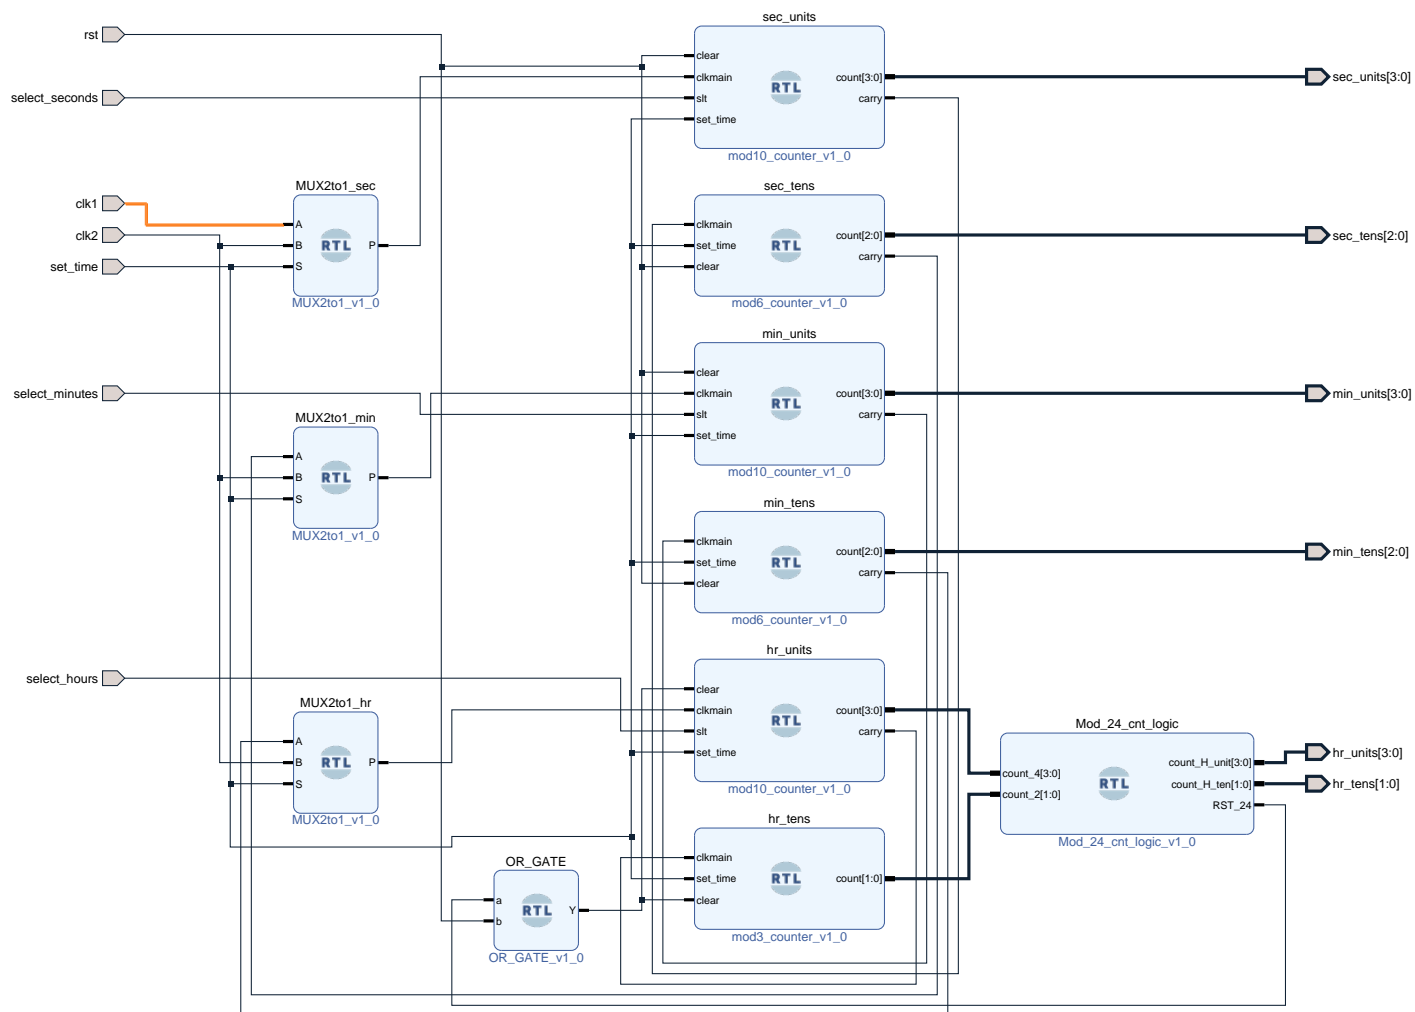 rst
select_seconds
clk1
clk2
set_time
select_minutes
select_hours
MUX2to1_sec
A
B
S
RTL
P
MUX2to1_v1_0
MUX2to1_min
A
B
S
RTL
P
MUX2to1_v1_0
MUX2to1_hr
A
B
S
RTL
P
MUX2to1_v1_0
OR_GATE
a
b
RTL
Y
OR_GATE_v1_0
sec_units
clear
clkmain
slt
set_time
RTL
count[3:0]
carry
mod10_counter_v1_0
sec_tens
clkmain
set_time
clear
RTL
count[2:0]
carry
mod6_counter_v1_0
min_units
clear
clkmain
slt
set_time
RTL
count[3:0]
carry
mod10_counter_v1_0
min_tens
clkmain
set_time
clear
RTL
count[2:0]
carry
mod6_counter_v1_0
hr_units
clear
clkmain
slt
set_time
RTL
count[3:0]
carry
mod10_counter_v1_0
hr_tens
clkmain
set_time
clear
RTL
count[1:0]
mod3_counter_v1_0
Mod_24_cnt_logic
count_4[3:0]
count_2[1:0]
RTL
count_H_unit[3:0]
count_H_ten[1:0]
RST_24
Mod_24_cnt_logic_v1_0
sec_units[3:0]
sec_tens[2:0]
min_units[3:0]
min_tens[2:0]
hr_units[3:0]
hr_tens[1:0]